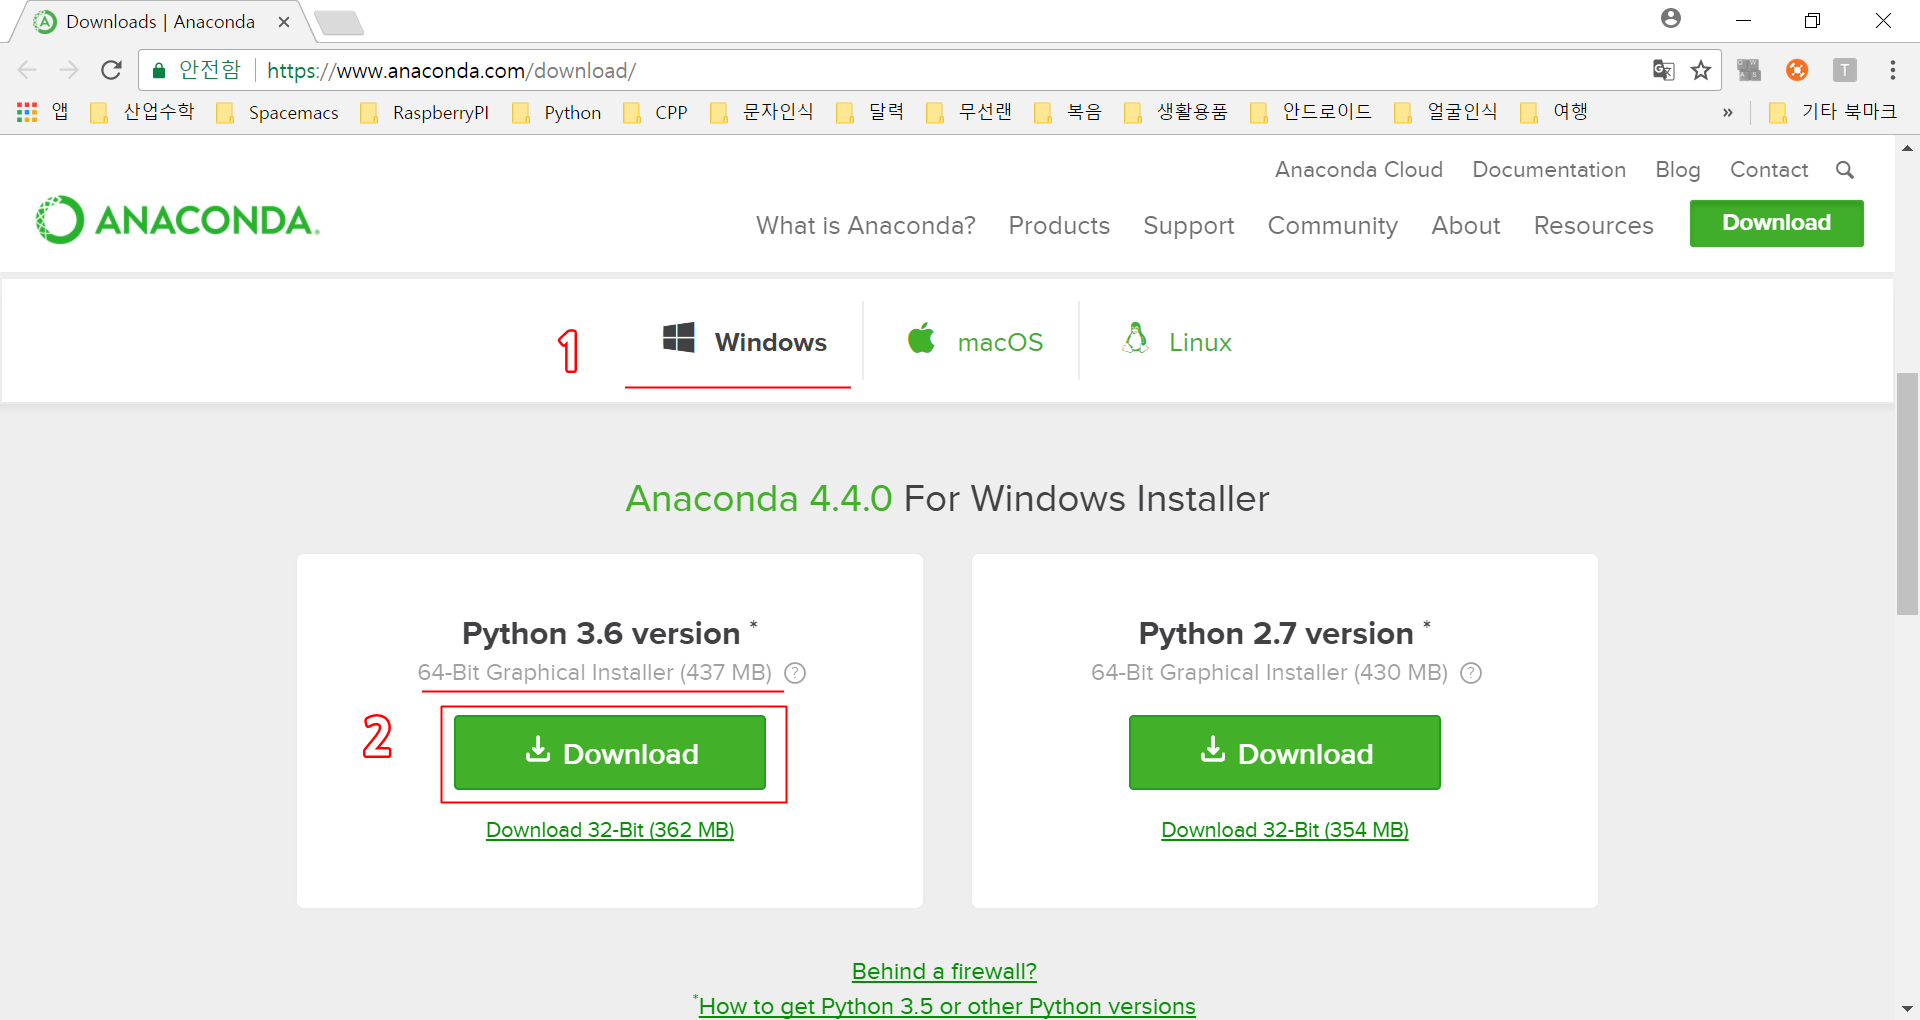 Downloads | Anaconda
안전함 https://www.anaconda.com/download/
앱 산업수학 Spacemacs RaspberryPI Python CPP 문자인식 달력 무선랜 복음 생활용품 안드로이드 얼굴인식 여행 » 기타 북마크
Anaconda Cloud Documentation Blog Contact
ANACONDA. What is Anaconda? Products Support Community About Resources Download
1 Windows macOS Linux
Anaconda 4.4.0 For Windows Installer
Python 3.6 version *
64-Bit Graphical Installer (437 MB) ?
2 Download
Download 32-Bit (362 MB)
Python 2.7 version *
64-Bit Graphical Installer (430 MB) ?
Download
Download 32-Bit (354 MB)
Behind a firewall?
*How to get Python 3.5 or other Python versions